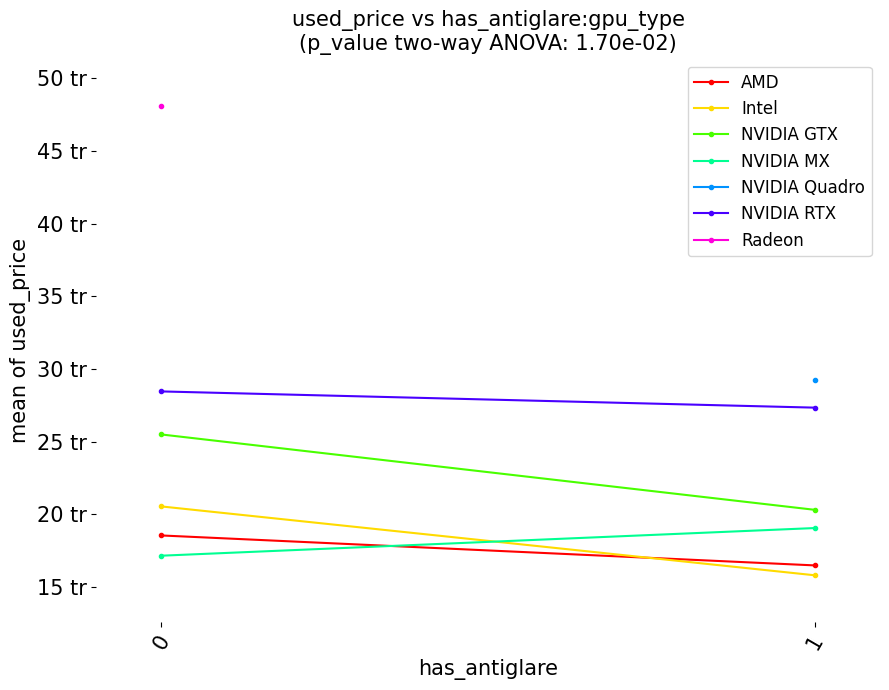 used_price vs has_antiglare:gpu_type
(p_value two-way ANOVA: 1.70e-02)
AMD
Intel
NVIDIA GTX
NVIDIA MX
NVIDIA Quadro
NVIDIA RTX
Radeon
mean of used_price
50 tr
45 tr
40 tr
35 tr
30 tr
25 tr
20 tr
15 tr
0
1
has_antiglare